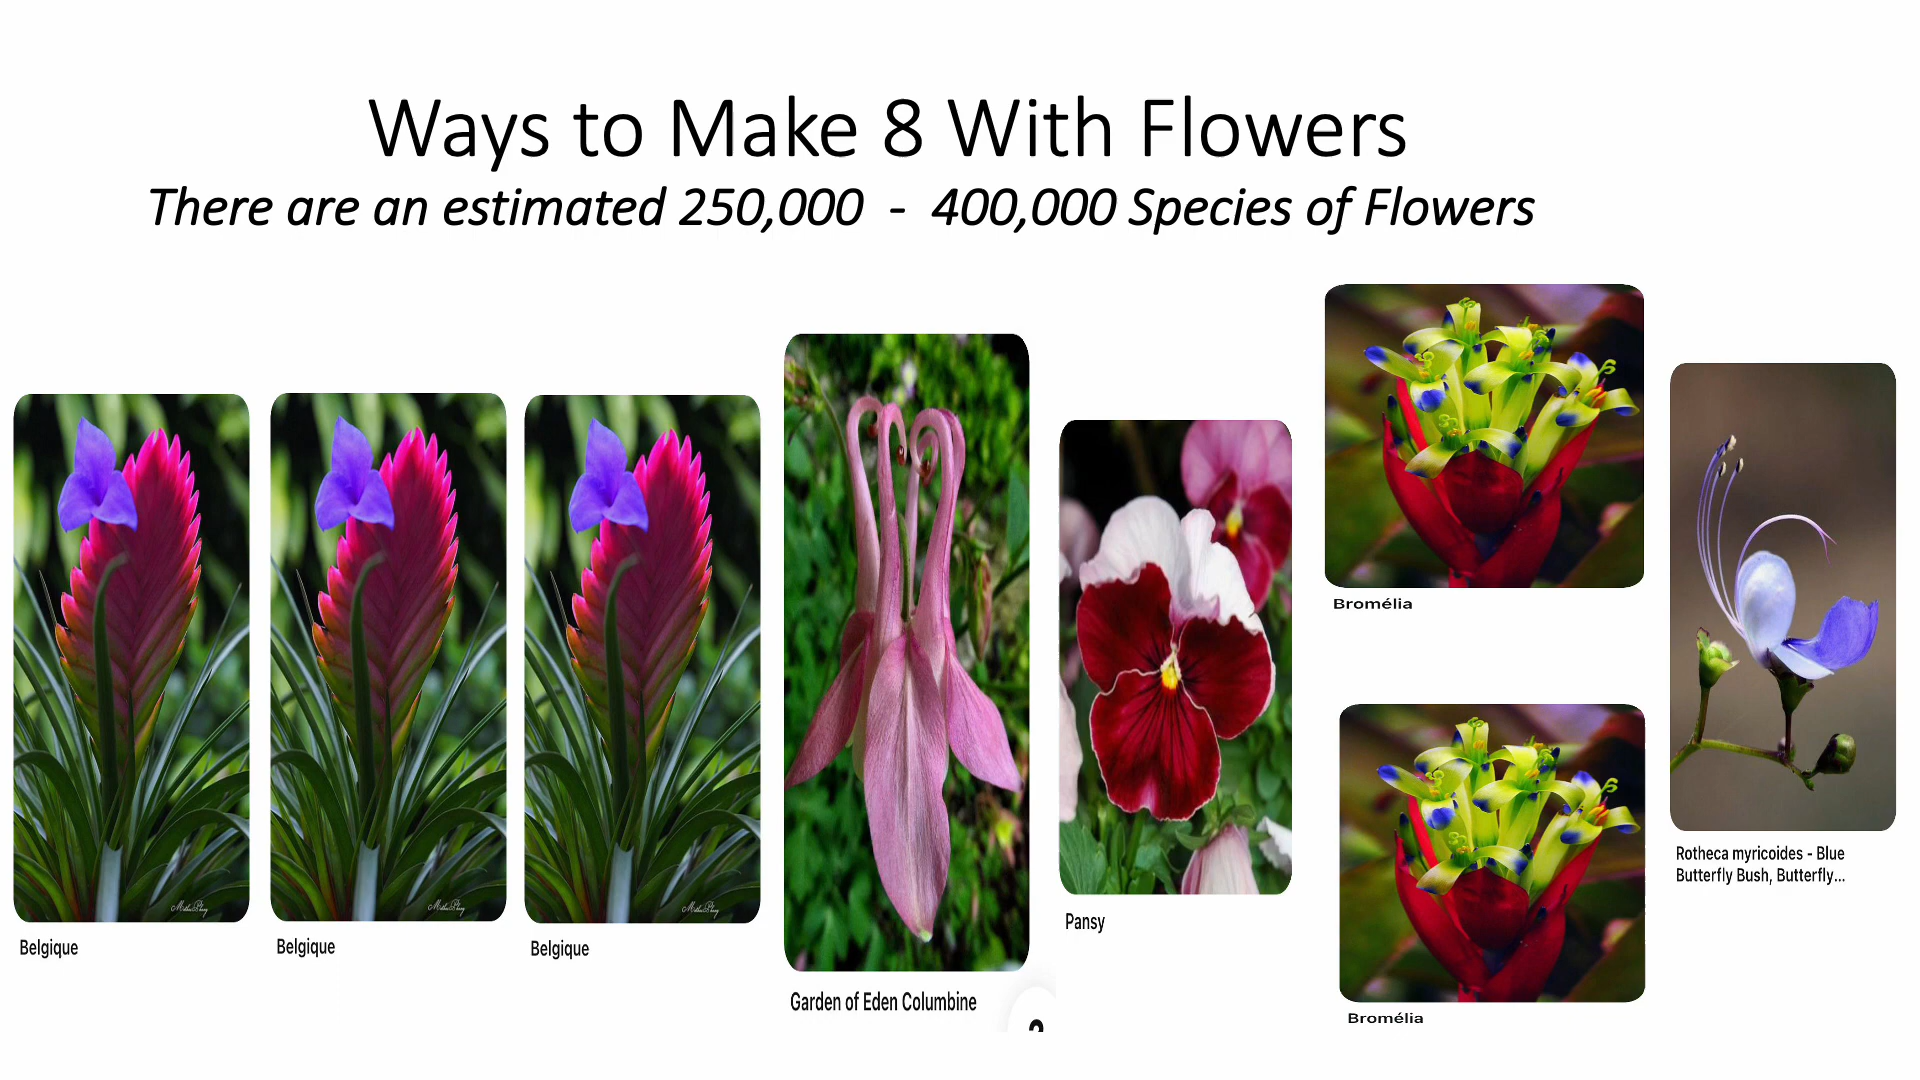 Ways to Make 8 With Flowers
There are an estimated 250,000 - 400,000 Species of Flowers
Belgique
Belgique
Belgique
Garden of Eden Columbine
Pansy
Bromélia
Bromélia
Rotheca myricoides - Blue
Butterfly Bush, Butterfly...